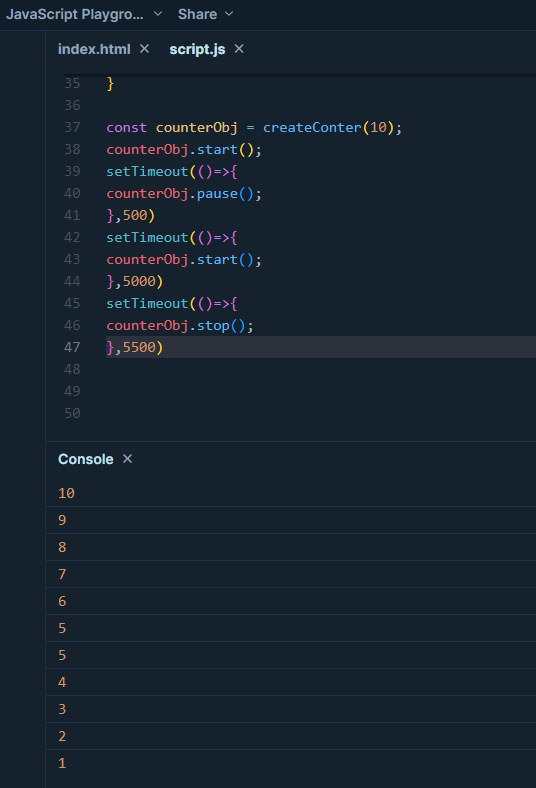 JavaScript Playgro... Share
index.html × script.js ×
35 }
36
37 const counterObj = createConter(10);
38 counterObj.start();
39 setTimeout(()=>{
40 counterObj.pause();
41 },500)
42 setTimeout(()=>{
43 counterObj.start();
44 },5000)
45 setTimeout(()=>{
46 counterObj.stop();
47 },5500)
48
49
50
Console ×
10
9
8
7
6
5
5
4
3
2
1